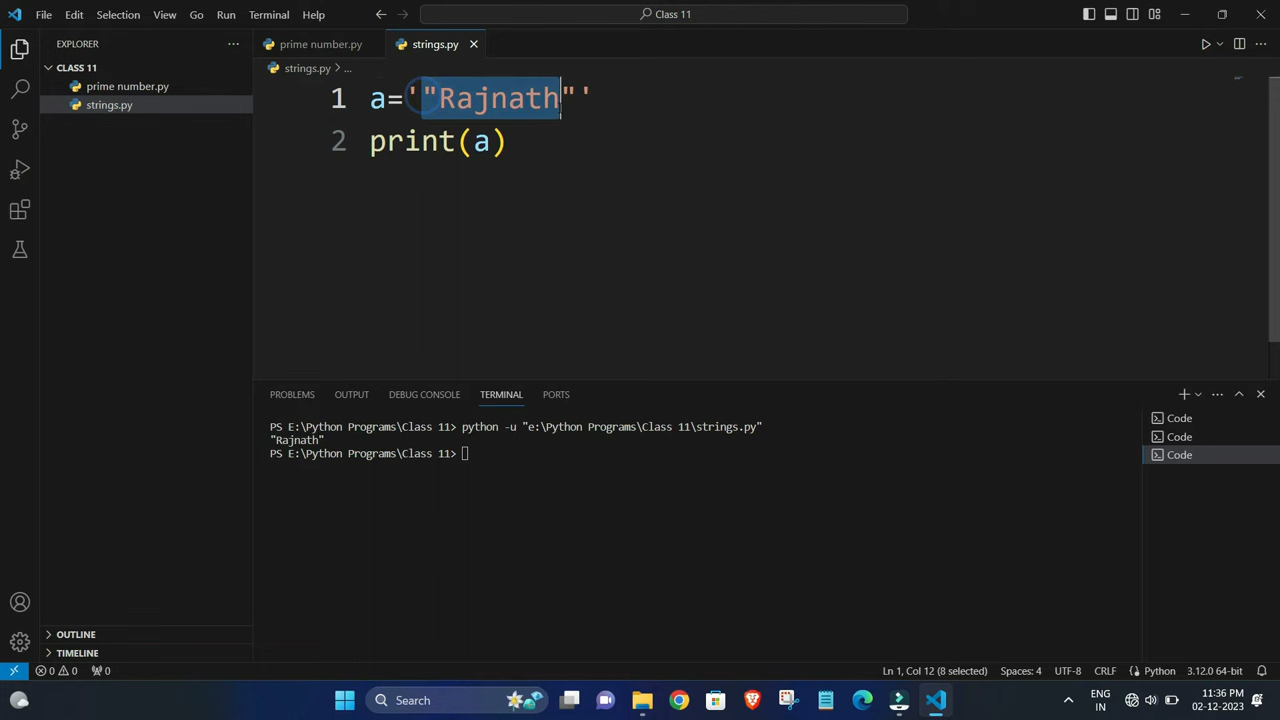 File Edit Selection View Go Run Terminal Help
Class 11
EXPLORER
CLASS 11
prime number.py
strings.py
OUTLINE
TIMELINE
prime number.py
strings.py
strings.py > ...
1 a='"Rajnath"'
2 print(a)
PROBLEMS OUTPUT DEBUG CONSOLE TERMINAL PORTS
PS E:\Python Programs\Class 11> python -u "e:\Python Programs\Class 11\strings.py"
"Rajnath"
PS E:\Python Programs\Class 11>
Code
Code
Code
0 0 0
Ln 1, Col 12 (8 selected) Spaces: 4 UTF-8 CRLF Python 3.12.0 64-bit
Search
ENG
IN
11:36 PM
02-12-2023